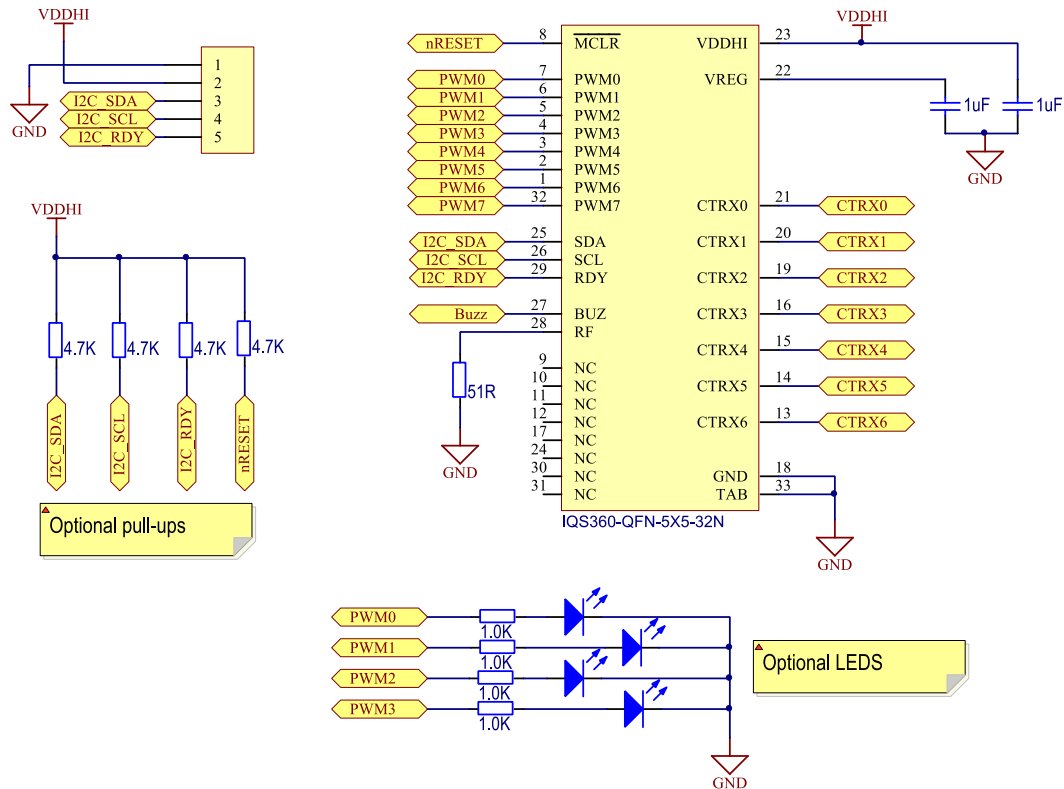 VDDHI
1
2
I2C_SDA 3
I2C_SCL 4
I2C_RDY 5
GND
VDDHI
4.7K 4.7K 4.7K 4.7K
I2C_SDA
I2C_SCL
I2C_RDY
nRESET
Optional pull-ups
nRESET 8 MCLR
PWM0 7 PWM0
PWM1 6 PWM1
PWM2 5 PWM2
PWM3 4 PWM3
PWM4 3 PWM4
PWM5 2 PWM5
PWM6 1 PWM6
PWM7 32 PWM7
I2C_SDA 25 SDA
I2C_SCL 26 SCL
I2C_RDY 29 RDY
Buzz 27 BUZ
28 RF
51R
GND
9 NC
10 NC
11 NC
12 NC
17 NC
24 NC
30 NC
31 NC
VDDHI 23
VDDHI
VREG 22
1uF 1uF
GND
CTRX0 21 CTRX0
CTRX1 20 CTRX1
CTRX2 19 CTRX2
CTRX3 16 CTRX3
CTRX4 15 CTRX4
CTRX5 14 CTRX5
CTRX6 13 CTRX6
GND 18
TAB 33
GND
IQS360-QFN-5X5-32N
PWM0 1.0K
PWM1 1.0K
PWM2 1.0K
PWM3 1.0K
GND
Optional LEDS